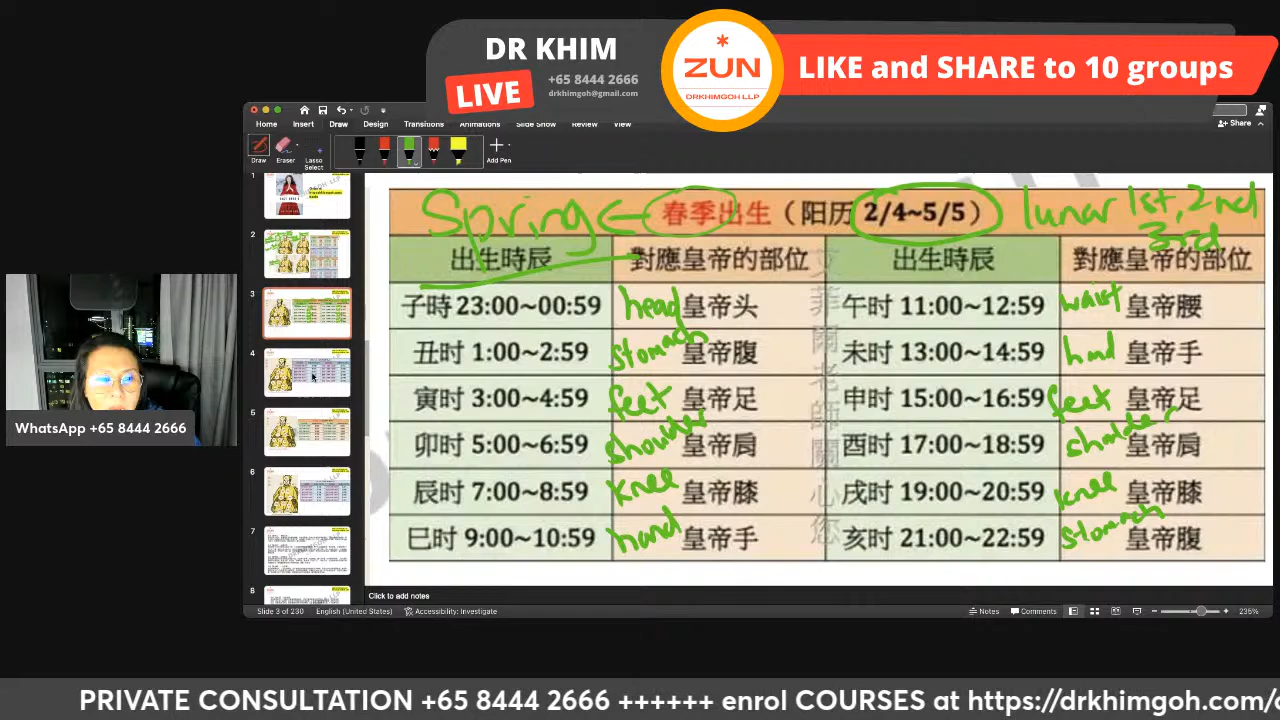 DR KHIM
LIVE
+65 8444 2666
drkhimgoh@gmail.com
*
ZUN
DRKHIMGOH LLP
LIKE and SHARE to 10 groups
Home Insert Draw Design Transitions Animations Slide Show Review View
Share
Draw Eraser Lasso Select Add Pen
Spring 春季出生（阳历 2/4~5/5） lunar 1st, 2nd
3rd
出生時辰 對應皇帝的部位 出生時辰 對應皇帝的部位
子時 23:00~00:59 head 皇帝头 午时 11:00~12:59 waist 皇帝腰
丑时 1:00~2:59 stomach 皇帝腹 未时 13:00~14:59 hand 皇帝手
寅时 3:00~4:59 feet 皇帝足 申时 15:00~16:59 feet 皇帝足
卯时 5:00~6:59 shoulder 皇帝肩 酉时 17:00~18:59 shoulder 皇帝肩
辰时 7:00~8:59 knee 皇帝膝 戌时 19:00~20:59 knee 皇帝膝
巳时 9:00~10:59 hand 皇帝手 亥时 21:00~22:59 stomach 皇帝腹
1
2
3
4
5
6
7
8
WhatsApp +65 8444 2666
Click to add notes
Slide 3 of 230 English (United States) Accessibility: Investigate Notes Comments 235%
PRIVATE CONSULTATION +65 8444 2666 ++++++ enrol COURSES at https://drkhimgoh.com/